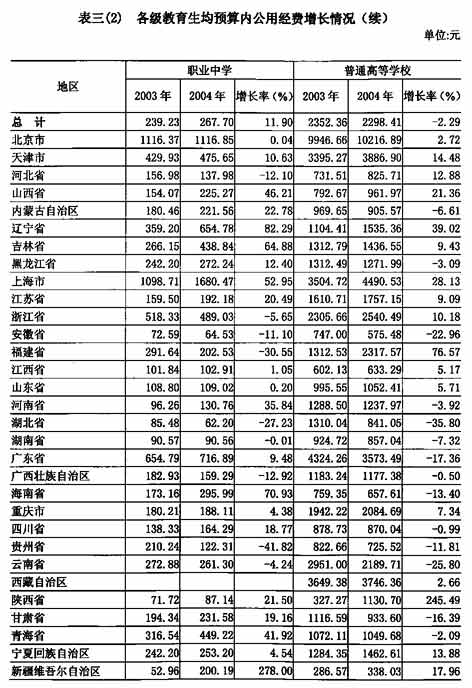 表三(2) 各级教育生均预算内公用经费增长情况（续）
单位:元
地区 职业中学 普通高等学校
2003 年 2004 年 增长率(%) 2352.36 年 2004 年 增长率(%)
总 计 239.23 267.70 11.90 2352.36 2298.41 -2.29
北京市 1116.37 1116.85 0.04 9946.66 10216.89 2.72
天津市 429.93 475.65 10.63 3395.27 3886.90 14.48
河北省 156.98 137.98 -12.10 731.51 825.71 12.88
山西省 154.07 225.27 46.21 792.67 961.97 21.36
内蒙古自治区 180.46 221.56 22.78 969.65 905.57 -6.61
辽宁省 359.20 654.78 82.29 1104.41 1535.36 39.02
吉林省 266.15 438.84 64.88 1312.79 1436.55 9.43
黑龙江省 242.20 272.24 12.40 1312.49 1271.99 -3.09
上海市 1098.71 1680.47 52.95 3504.72 4490.53 28.13
江苏省 159.50 192.18 20.49 1610.71 1757.15 9.09
浙江省 518.33 489.03 -5.65 2305.66 2540.49 10.18
安徽省 72.59 64.53 -11.10 747.00 575.48 -22.96
福建省 291.64 202.53 -30.55 1312.53 2317.57 76.57
江西省 101.84 102.91 1.05 602.13 633.29 5.17
山东省 108.80 109.02 0.20 995.55 1052.41 5.71
河南省 96.26 130.76 35.84 1288.50 1237.97 -3.92
湖北省 85.48 62.20 -27.23 1310.04 841.05 -35.80
湖南省 90.57 90.56 -0.01 924.72 857.04 -7.32
广东省 654.79 716.89 9.48 4324.26 3573.49 -17.36
广西壮族自治区 182.93 159.29 -12.92 1183.24 1177.38 -0.50
海南省 173.16 295.99 70.93 759.35 657.61 -13.40
重庆市 180.21 188.11 4.38 1942.22 2084.69 7.34
四川省 138.33 164.29 18.77 878.73 870.04 -0.99
贵州省 210.24 122.31 -41.82 822.66 725.52 -11.81
云南省 272.88 261.30 -4.24 2951.00 2189.71 -25.80
西藏自治区 3649.38 3746.36 2.66
陕西省 71.72 87.14 21.50 327.27 1130.70 245.49
甘肃省 194.34 231.58 19.16 1116.59 933.60 -16.39
青海省 316.54 449.22 41.92 1072.11 1049.68 -2.09
宁夏回族自治区 242.20 253.20 4.54 1284.35 1462.61 13.88
新疆维吾尔自治区 52.96 200.19 278.00 286.57 338.03 17.96